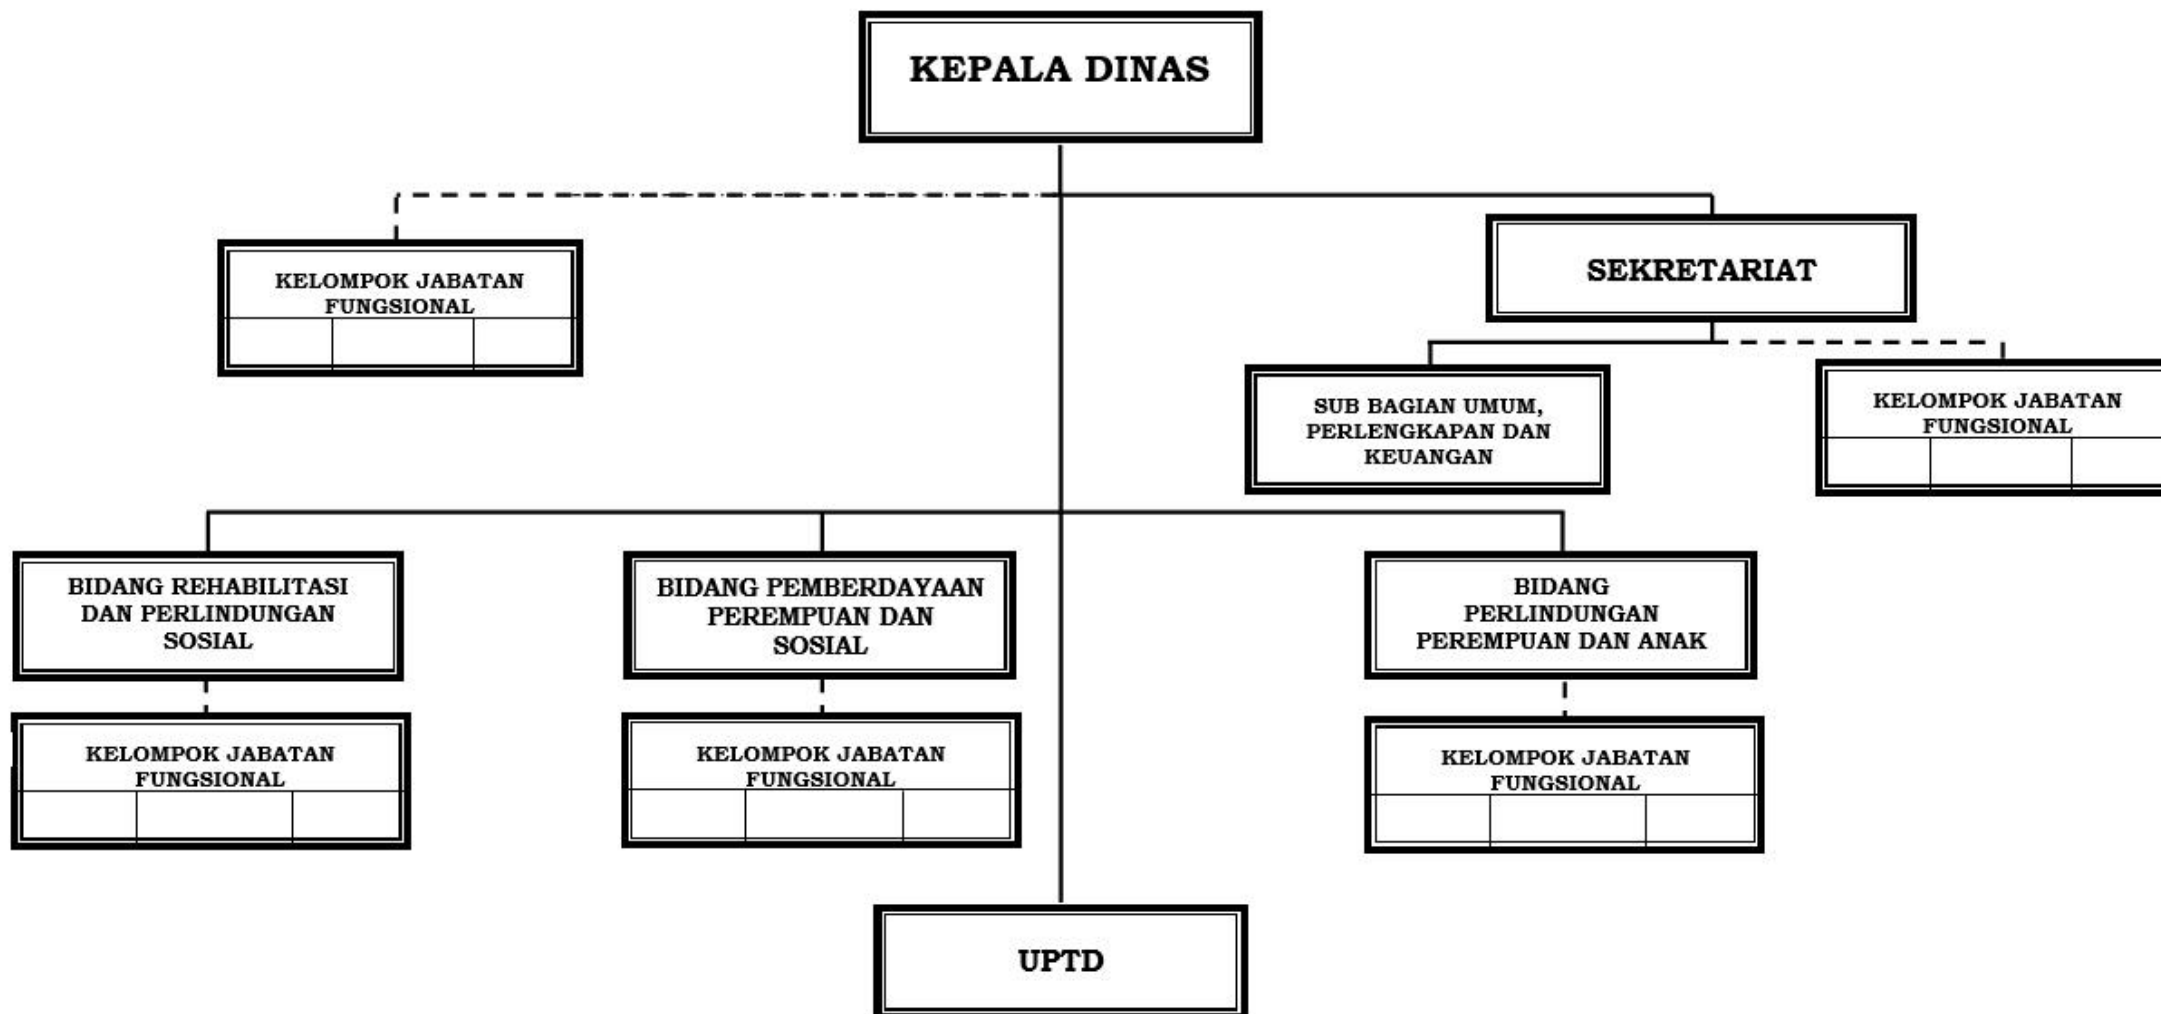 KEPALA DINAS
KELOMPOK JABATAN
FUNGSIONAL
SEKRETARIAT
SUB BAGIAN UMUM,
PERLENGKAPAN DAN
KEUANGAN
KELOMPOK JABATAN
FUNGSIONAL
BIDANG REHABILITASI
DAN PERLINDUNGAN
SOSIAL
BIDANG PEMBERDAYAAN
PEREMPUAN DAN
SOSIAL
BIDANG
PERLINDUNGAN
PEREMPUAN DAN ANAK
KELOMPOK JABATAN
FUNGSIONAL
KELOMPOK JABATAN
FUNGSIONAL
KELOMPOK JABATAN
FUNGSIONAL
UPTD